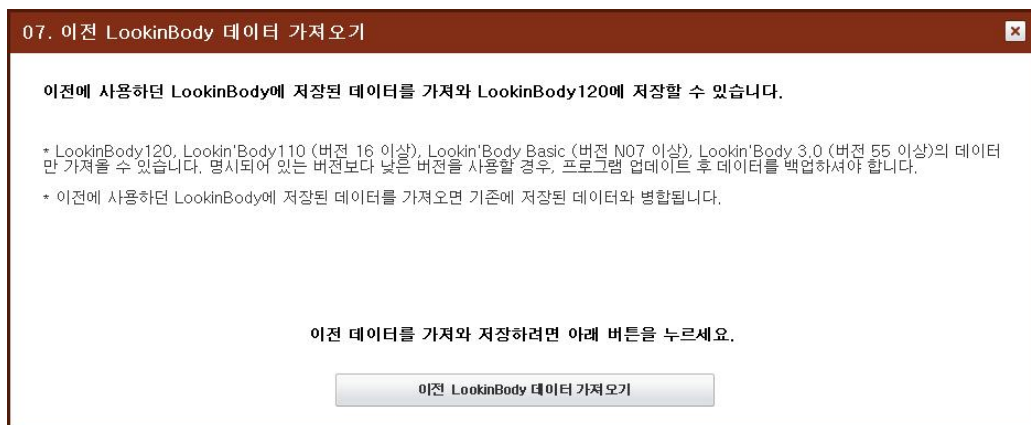 07. 이전 LookinBody 데이터 가져오기
이전에 사용하던 LookinBody에 저장된 데이터를 가져와 LookinBody120에 저장할 수 있습니다.
* LookinBody120, Lookin'Body110 (버전 16 이상), Lookin'Body Basic (버전 N07 이상), Lookin'Body 3.0 (버전 55 이상)의 데이터
만 가져올 수 있습니다. 명시되어 있는 버전보다 낮은 버전을 사용할 경우, 프로그램 업데이트 후 데이터를 백업하셔야 합니다.
* 이전에 사용하던 LookinBody에 저장된 데이터를 가져오면 기존에 저장된 데이터와 병합됩니다.
이전 데이터를 가져와 저장하려면 아래 버튼을 누르세요.
이전 LookinBody 데이터 가져오기